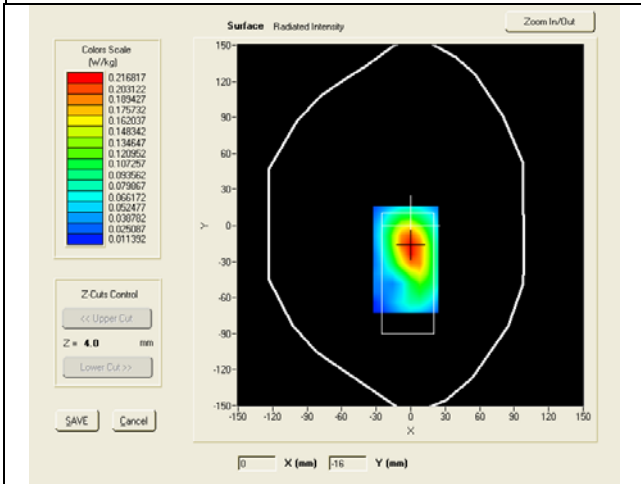 Surface Radiated Intensity
Zoom In/Out
Colors Scale
(W/kg)
0.216817
0.203122
0.189427
0.175732
0.162037
0.148342
0.134647
0.120952
0.107257
0.093562
0.079867
0.066172
0.052477
0.038782
0.025087
0.011392
Z-Cuts Control
<< Upper Cut
Z = 4.0 mm
Lower Cut >>
SAVE Cancel
150
120
90
60
30
0
-30
-60
-90
-120
-150
Y
-150 -120 -90 -60 -30 0 30 60 90 120 150
X
0 X (mm) -16 Y (mm)